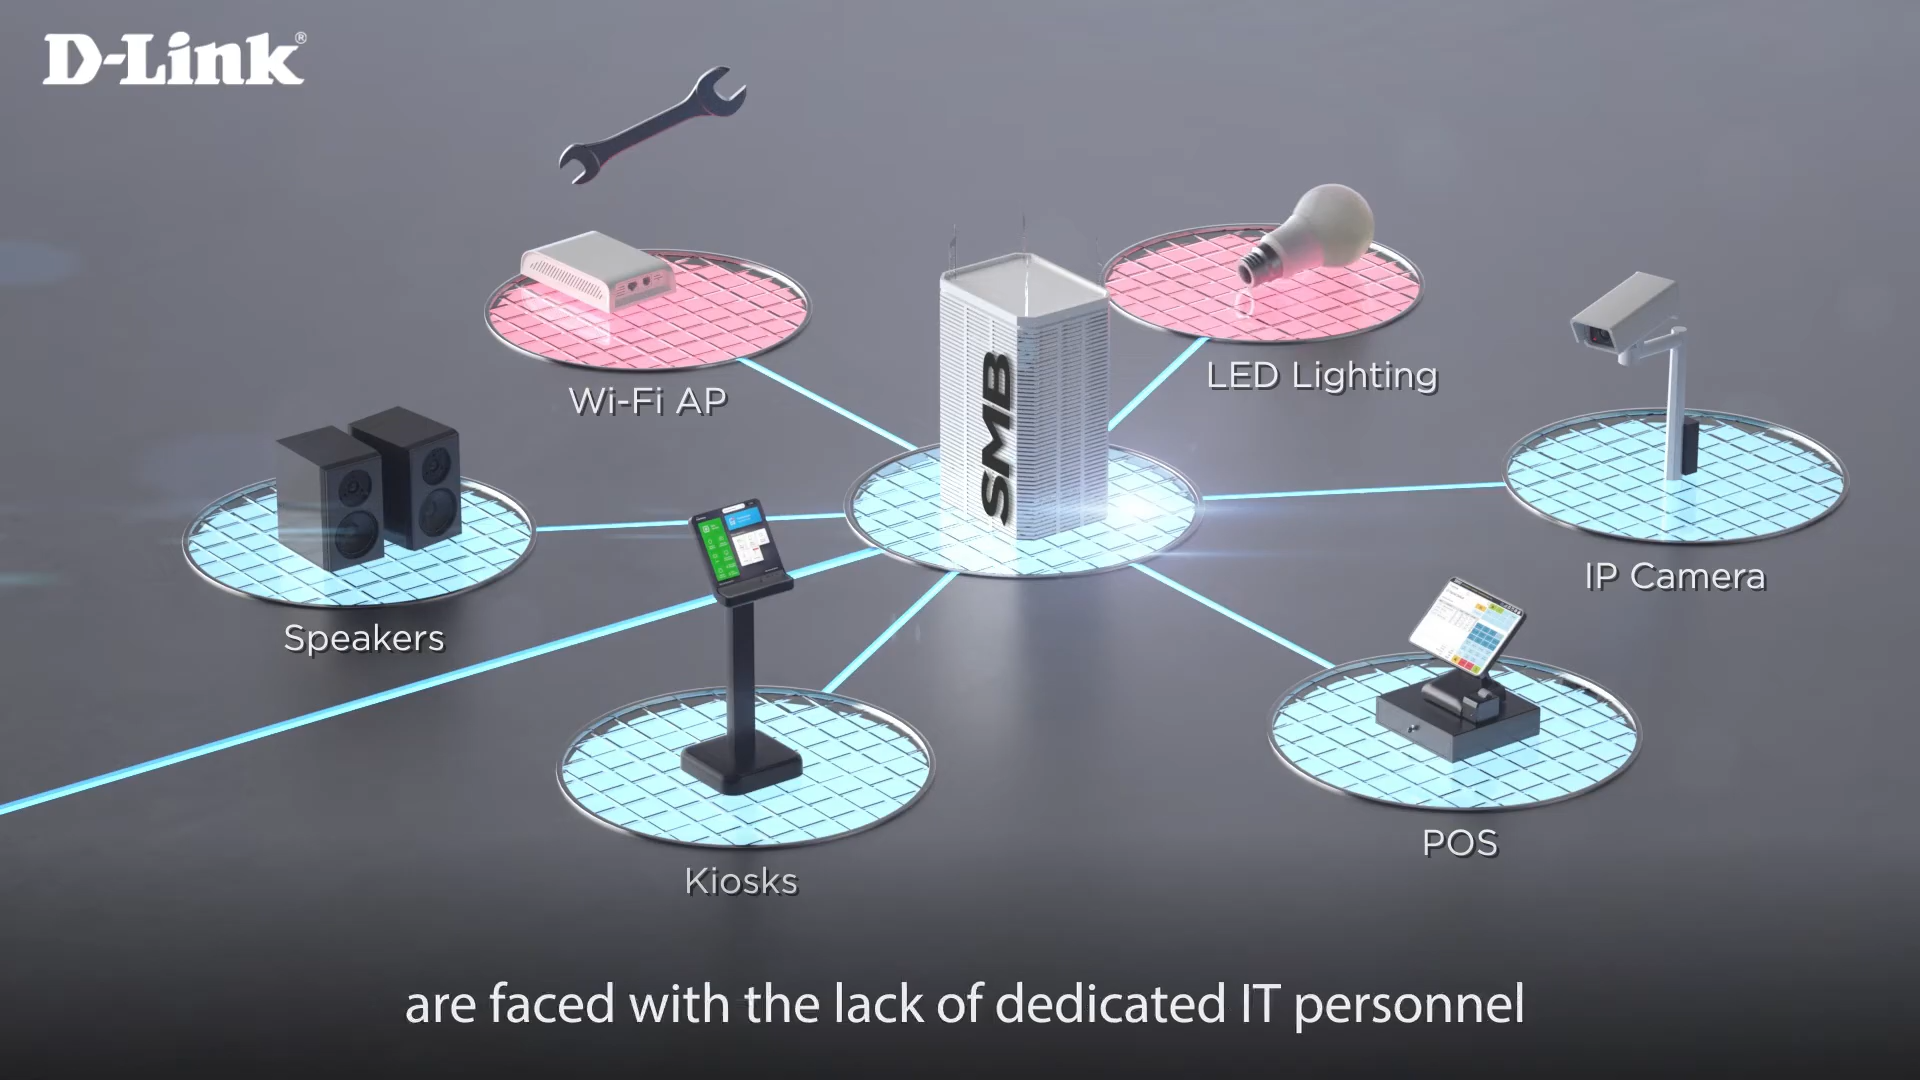 D-Link®
Wi-Fi AP
LED Lighting
SMB
IP Camera
Speakers
POS
Kiosks
are faced with the lack of dedicated IT personnel